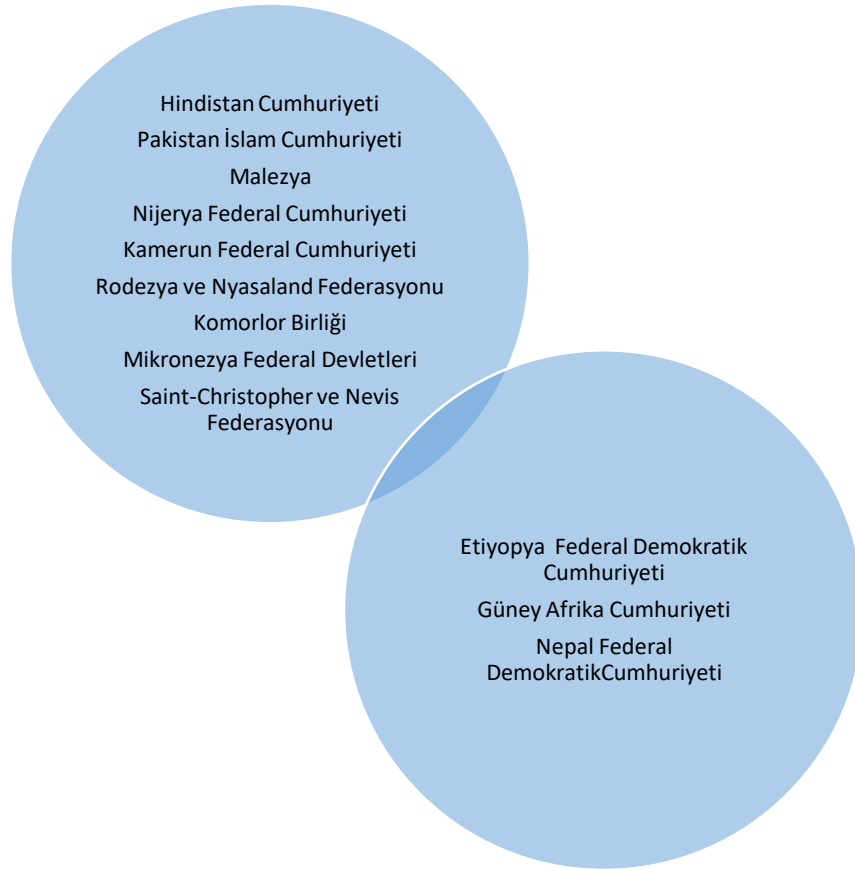 Hindistan Cumhuriyeti
Pakistan İslam Cumhuriyeti
Malezya
Nijerya Federal Cumhuriyeti
Kamerun Federal Cumhuriyeti
Rodezya ve Nyasaland Federasyonu
Komorlor Birliği
Mikronezya Federal Devletleri
Saint-Christopher ve Nevis
Federasyonu
Etiyopya  Federal Demokratik
Cumhuriyeti
Güney Afrika Cumhuriyeti
Nepal Federal
DemokratikCumhuriyeti